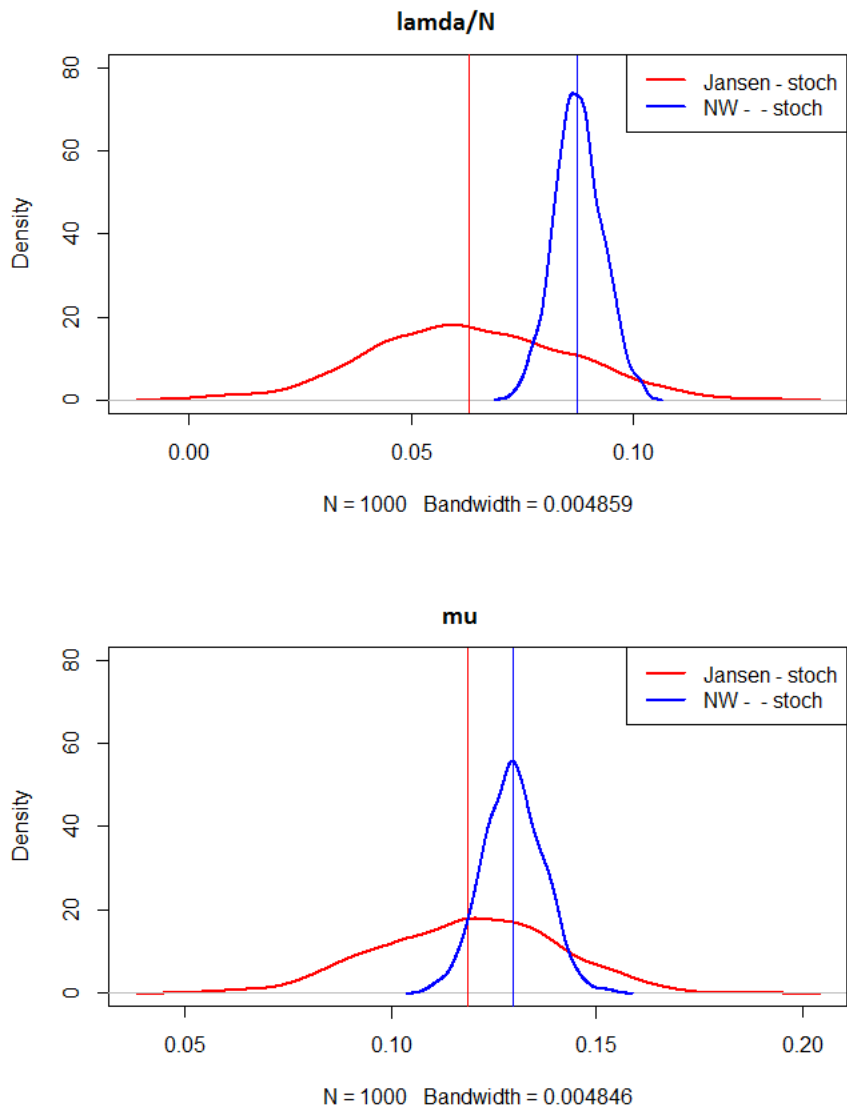 lamda/N
80
60
40
20
0
Density
Jansen - stoch
NW - - stoch
0.00 0.05 0.10
N = 1000 Bandwidth = 0.004859
mu
80
60
40
20
0
Density
Jansen - stoch
NW - - stoch
0.05 0.10 0.15 0.20
N = 1000 Bandwidth = 0.004846